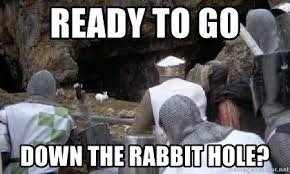 READY TO GO
DOWN THE RABBIT HOLE?